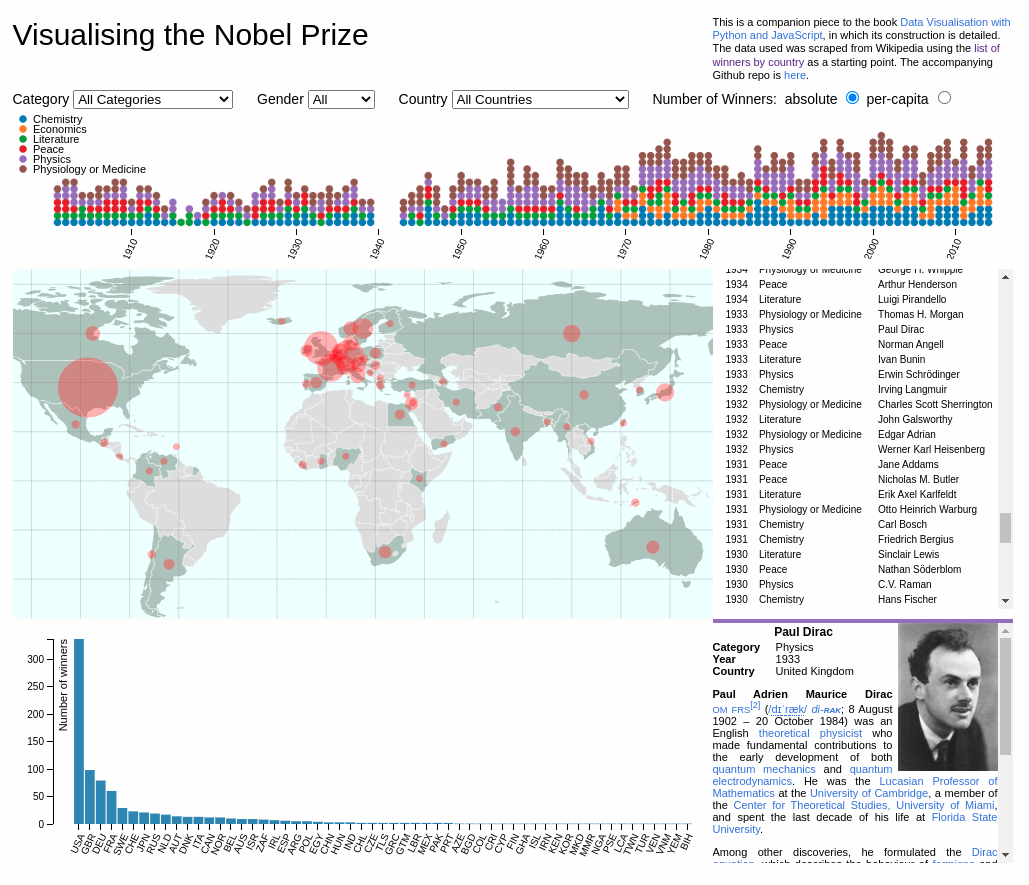 Visualising the Nobel Prize
This is a companion piece to the book Data Visualisation with
Python and JavaScript, in which its construction is detailed.
The data used was scraped from Wikipedia using the list of
winners by country as a starting point. The accompanying
Github repo is here.
Category All Categories Gender All Country All Countries Number of Winners: absolute per-capita
Chemistry
Economics
Literature
Peace
Physics
Physiology or Medicine
1910 1920 1930 1940 1950 1960 1970 1980 1990 2000 2010
1934 Physiology or Medicine George H. Whipple
1934 Peace Arthur Henderson
1934 Literature Luigi Pirandello
1933 Physiology or Medicine Thomas H. Morgan
1933 Physics Paul Dirac
1933 Peace Norman Angell
1933 Literature Ivan Bunin
1933 Physics Erwin Schrödinger
1932 Chemistry Irving Langmuir
1932 Physiology or Medicine Charles Scott Sherrington
1932 Literature John Galsworthy
1932 Physiology or Medicine Edgar Adrian
1932 Physics Werner Karl Heisenberg
1931 Peace Jane Addams
1931 Peace Nicholas M. Butler
1931 Literature Erik Axel Karlfeldt
1931 Physiology or Medicine Otto Heinrich Warburg
1931 Chemistry Carl Bosch
1931 Chemistry Friedrich Bergius
1930 Literature Sinclair Lewis
1930 Peace Nathan Söderblom
1930 Physics C.V. Raman
1930 Chemistry Hans Fischer
Number of winners
300
250
200
150
100
50
0
USA GBR DEU FRA SWE CHE JPN RUS NLD AUT DNK ITA CAN NOR BEL AUS ISR ZAF IRL ESP ARG POL EGY CHN HUN IND CHL CZE TLS GRC GTM LBR MEX PAK PRT AZE BGD COL CRI CYP FIN GHA ISL IRN KEN KOR MKD MMR NGA PSE LCA TWN TUR VEN VNM YEM BIH
Paul Dirac
Category Physics
Year 1933
Country United Kingdom
Paul Adrien Maurice Dirac
OM FRS[2] (/dɪˈræk/ di-RAK; 8 August
1902 – 20 October 1984) was an
English theoretical physicist who
made fundamental contributions to
the early development of both
quantum mechanics and quantum
electrodynamics. He was the Lucasian Professor of
Mathematics at the University of Cambridge, a member of
the Center for Theoretical Studies, University of Miami,
and spent the last decade of his life at Florida State
University.
Among other discoveries, he formulated the Dirac
equation, which describes the behaviour of fermions and